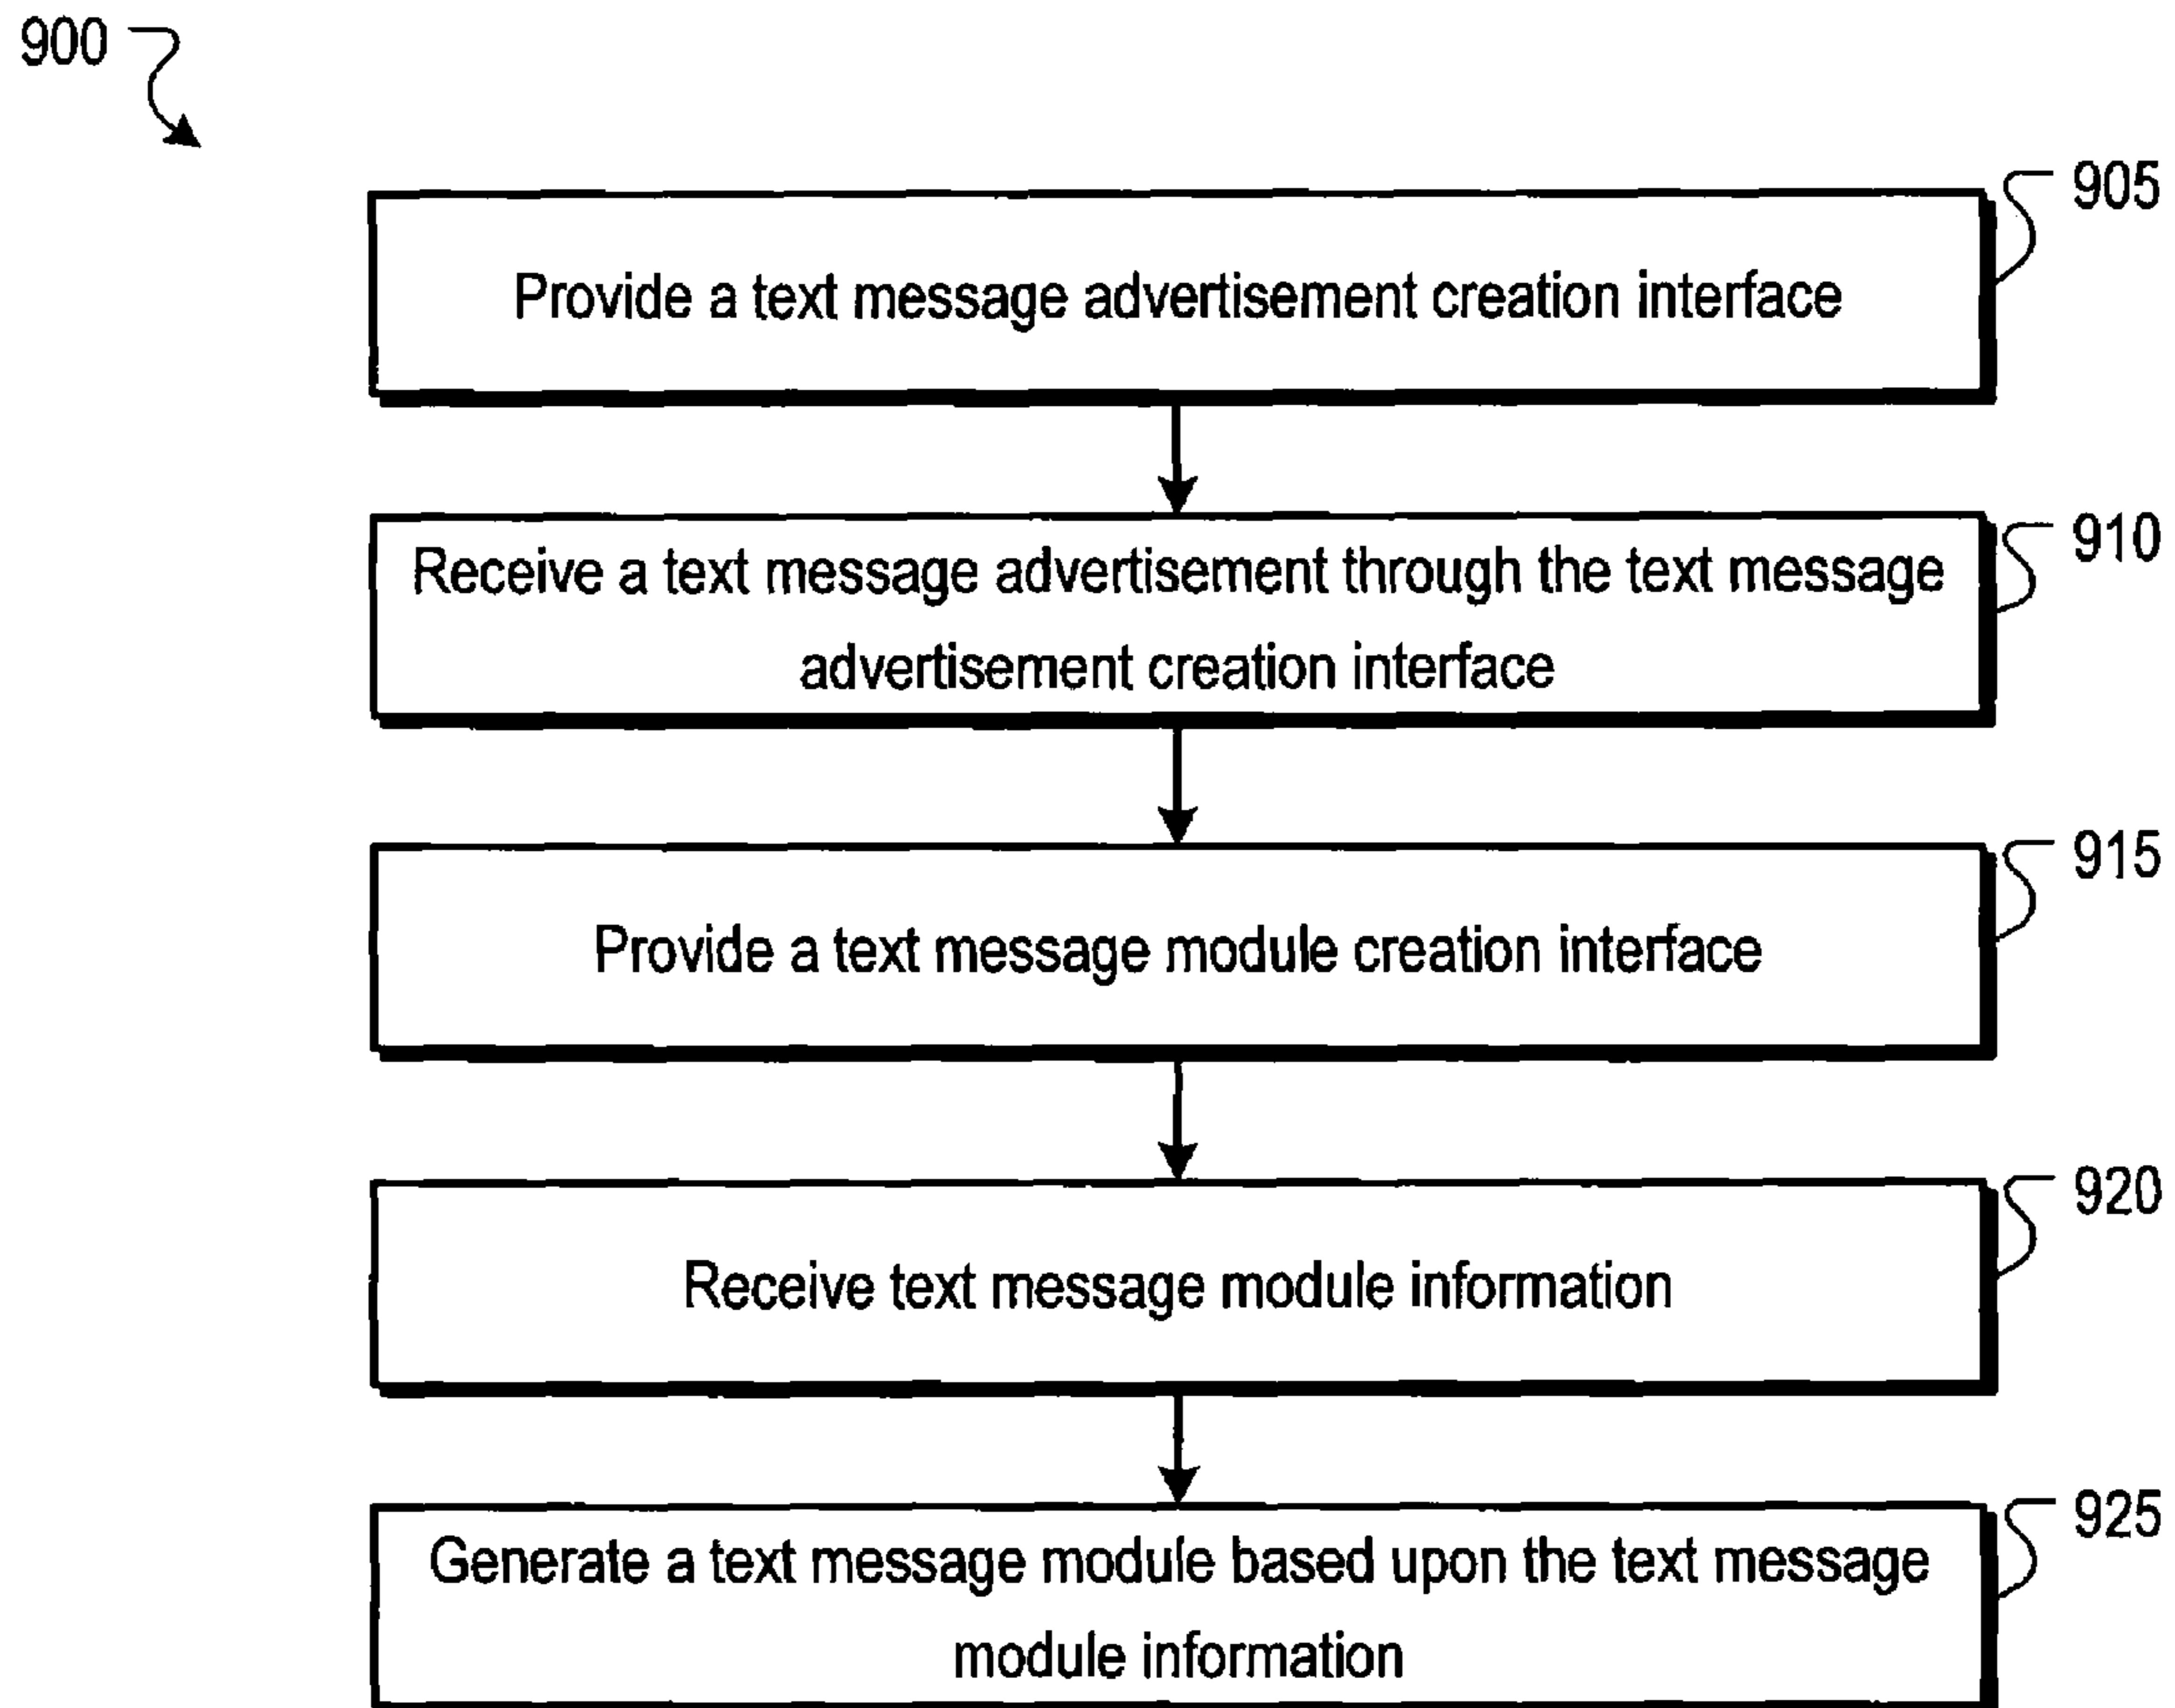 900
905
Provide a text message advertisement creation interface
910
Receive a text message advertisement through the text message
advertisement creation interface
915
Provide a text message module creation interface
920
Receive text message module information
925
Generate a text message module based upon the text message
module information